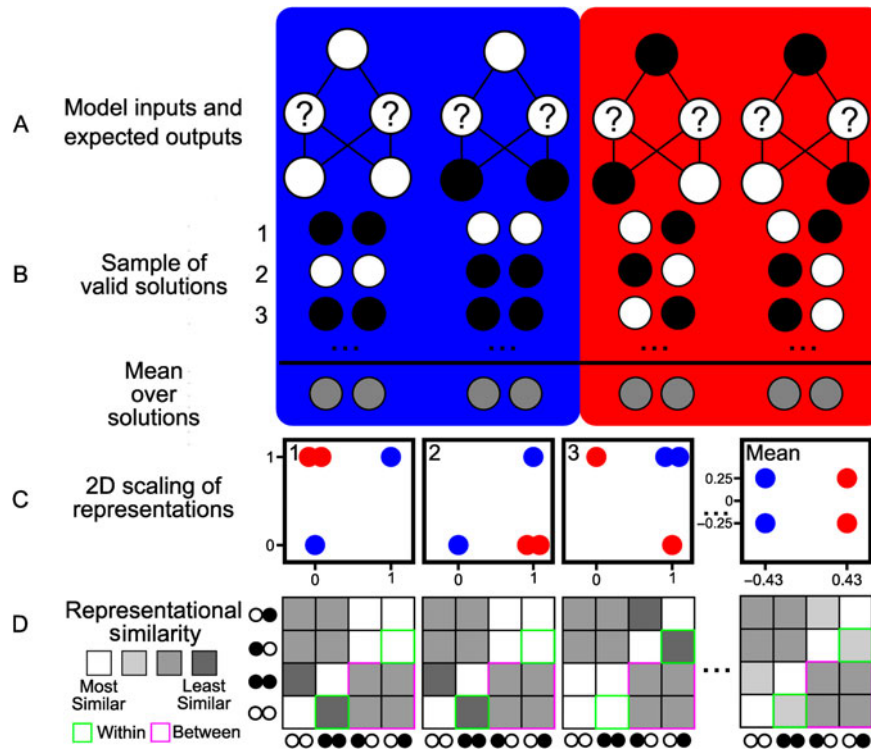 ? ? ? ? ? ? ? ?
A Model inputs and
expected outputs
1
B Sample of
valid solutions
2
3
... ... ... ...
Mean
over
solutions
C 2D scaling of
representations
1 2 3 ... Mean
1
0
0.25
0
−0.25
0 1 0 1 0 1 −0.43 0.43
D Representational
similarity
Most
Similar
Least
Similar
Within Between
...